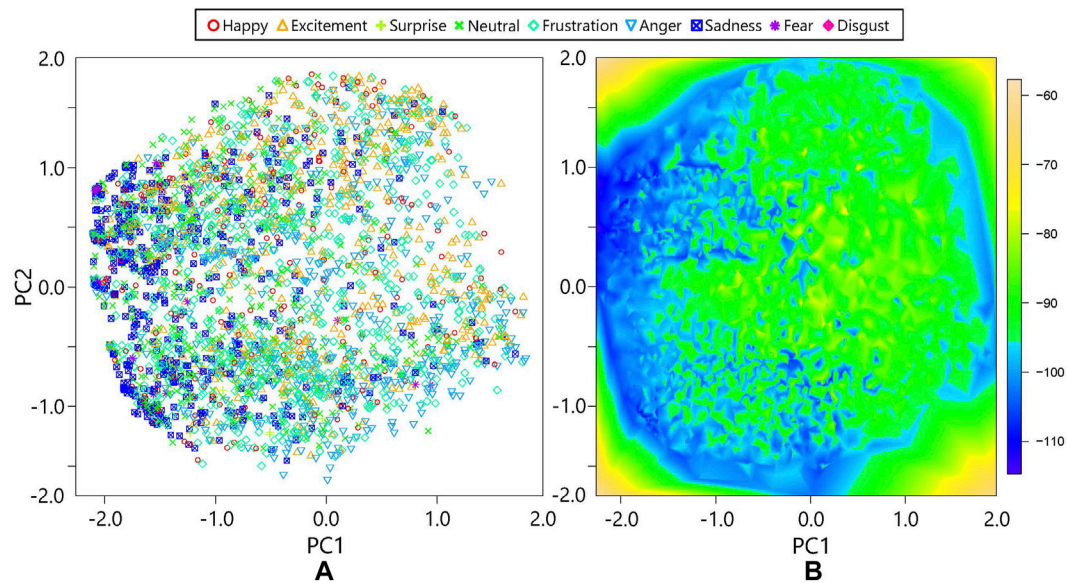 Happy Excitement Surprise Neutral Frustration Anger Sadness Fear Disgust
2.0
1.0
0.0
-1.0
-2.0
PC2
-2.0 -1.0 0.0 1.0 2.0
PC1
A
2.0
1.0
0.0
-1.0
-2.0
-2.0 -1.0 0.0 1.0 2.0
PC1
B
-60
-70
-80
-90
-100
-110